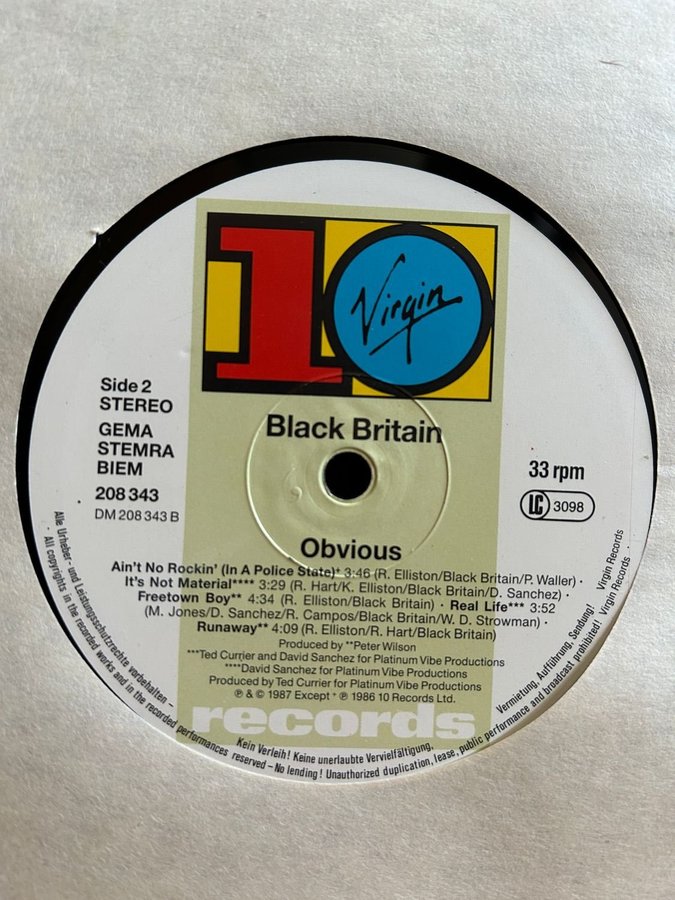 10
Virgin
Side 2
STEREO
GEMA
STEMRA
BIEM
208 343
DM 208 343 B
Black Britain
33 rpm
LC 3098
Obvious
Ain't No Rockin' (In A Police State)* 3:46 (R. Elliston/Black Britain/P. Waller) ·
It's Not Material**** 3:29 (R. Hart/K. Elliston/Black Britain/D. Sanchez) ·
Freetown Boy** 4:34 (R. Elliston/Black Britain) · Real Life*** 3:52
(M. Jones/D. Sanchez/R. Campos/Black Britain/W. D. Strowman) ·
Runaway** 4:09 (R. Elliston/R. Hart/Black Britain)
Produced by **Peter Wilson
***Ted Currier and David Sanchez for Platinum Vibe Productions
****David Sanchez for Platinum Vibe Productions
Produced by Ted Currier for Platinum Vibe Productions
℗ & © 1987 Except * ℗ 1986 10 Records Ltd.
records
Alle Urheber- und Leistungsschutzrechte vorbehalten – Kein Verleih! Keine unerlaubte Vervielfältigung, Vermietung, Aufführung, Sendung! Virgin Records
· All copyrights in the recorded works and in the recorded performances reserved – No lending! Unauthorized duplication, lease, public performance and broadcast prohibited! Virgin Records ·